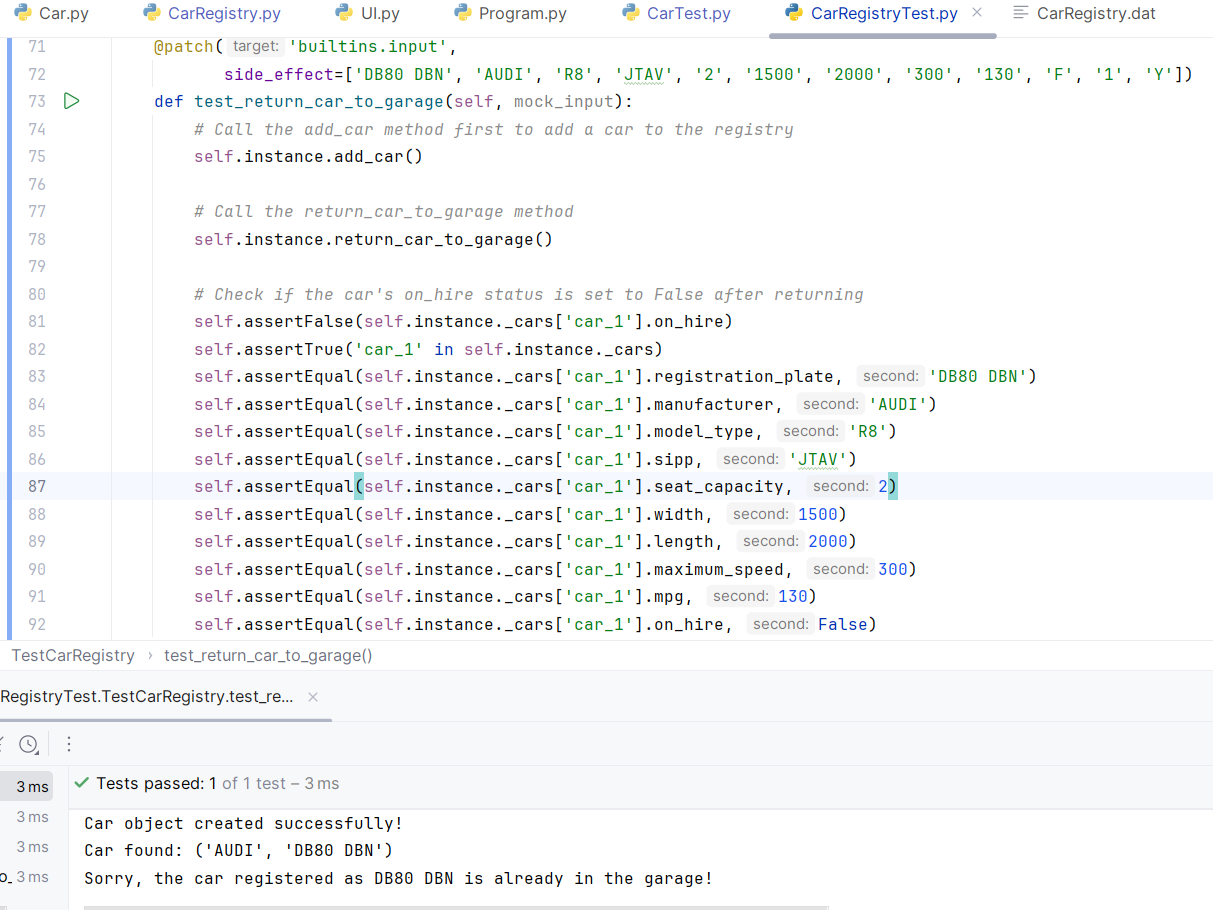 Car.py CarRegistry.py UI.py Program.py CarTest.py CarRegistryTest.py CarRegistry.dat
71 @patch( target: 'builtins.input',
72 side_effect=['DB80 DBN', 'AUDI', 'R8', 'JTAV', '2', '1500', '2000', '300', '130', 'F', '1', 'Y'])
73 def test_return_car_to_garage(self, mock_input):
74 # Call the add_car method first to add a car to the registry
75 self.instance.add_car()
76
77 # Call the return_car_to_garage method
78 self.instance.return_car_to_garage()
79
80 # Check if the car's on_hire status is set to False after returning
81 self.assertFalse(self.instance._cars['car_1'].on_hire)
82 self.assertTrue('car_1' in self.instance._cars)
83 self.assertEqual(self.instance._cars['car_1'].registration_plate, second: 'DB80 DBN')
84 self.assertEqual(self.instance._cars['car_1'].manufacturer, second: 'AUDI')
85 self.assertEqual(self.instance._cars['car_1'].model_type, second: 'R8')
86 self.assertEqual(self.instance._cars['car_1'].sipp, second: 'JTAV')
87 self.assertEqual(self.instance._cars['car_1'].seat_capacity, second: 2)
88 self.assertEqual(self.instance._cars['car_1'].width, second: 1500)
89 self.assertEqual(self.instance._cars['car_1'].length, second: 2000)
90 self.assertEqual(self.instance._cars['car_1'].maximum_speed, second: 300)
91 self.assertEqual(self.instance._cars['car_1'].mpg, second: 130)
92 self.assertEqual(self.instance._cars['car_1'].on_hire, second: False)
TestCarRegistry › test_return_car_to_garage()
RegistryTest.TestCarRegistry.test_re...
3 ms Tests passed: 1 of 1 test – 3 ms
3 ms Car object created successfully!
3 ms Car found: ('AUDI', 'DB80 DBN')
o_ 3 ms Sorry, the car registered as DB80 DBN is already in the garage!